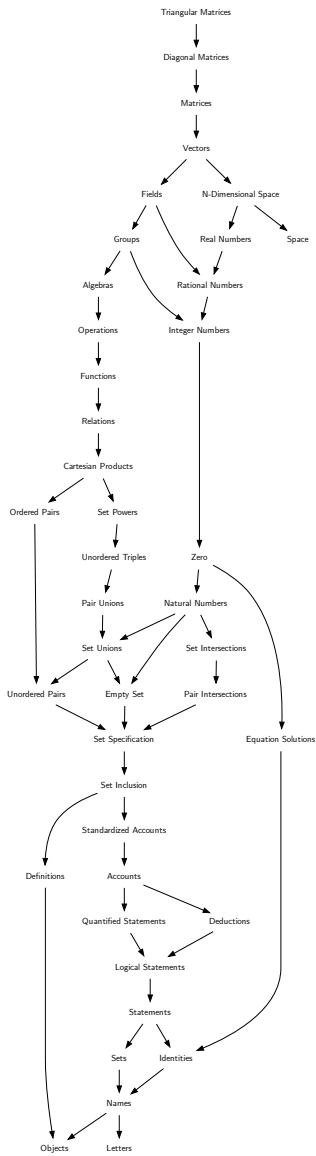 Triangular Matrices
Diagonal Matrices
Matrices
Vectors
Fields
N-Dimensional Space
Groups
Real Numbers
Space
Algebras
Rational Numbers
Operations
Integer Numbers
Functions
Relations
Cartesian Products
Ordered Pairs
Set Powers
Unordered Triples
Zero
Pair Unions
Natural Numbers
Set Unions
Set Intersections
Unordered Pairs
Empty Set
Pair Intersections
Set Specification
Equation Solutions
Set Inclusion
Standardized Accounts
Definitions
Accounts
Quantified Statements
Deductions
Logical Statements
Statements
Sets
Identities
Names
Objects
Letters